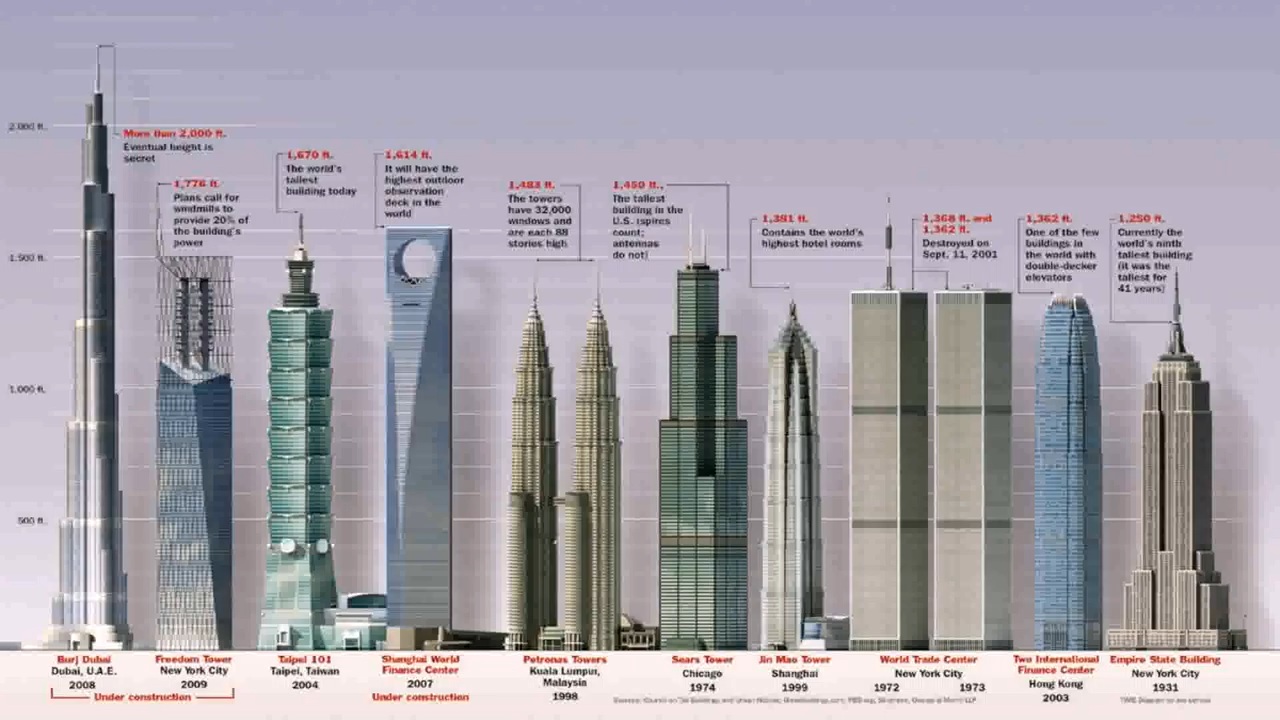 2,000 ft.
1,500 ft.
1,000 ft.
500 ft.
More than 2,000 ft.
Eventual height is
secret
1,776 ft.
Plans call for
windmills to
provide 20% of
the building's
power
1,670 ft.
The world's
tallest
building today
1,614 ft.
It will have the
highest outdoor
observation
deck in the
world
1,483 ft.
The towers
have 32,000
windows and
are each 88
stories high
1,450 ft.,
The tallest
building in the
U.S. (spires
count;
antennas
do not)
1,381 ft.
Contains the world's
highest hotel rooms
1,368 ft. and
1,362 ft.
Destroyed on
Sept. 11, 2001
1,362 ft.
One of the few
buildings in
the world with
double-decker
elevators
1,250 ft.
Currently the
world's ninth
tallest building
(it was the
tallest for
41 years)
Burj Dubai
Dubai, U.A.E.
2008
Freedom Tower
New York City
2009
Under construction
Taipei 101
Taipei, Taiwan
2004
Shanghai World
Finance Center
2007
Under construction
Petronas Towers
Kuala Lumpur,
Malaysia
1998
Sears Tower
Chicago
1974
Jin Mao Tower
Shanghai
1999
World Trade Center
New York City
1972 1973
Two International
Finance Center
Hong Kong
2003
Empire State Building
New York City
1931
Sources: Council on Tall Buildings and Urban Habitat;
TIME Diagram